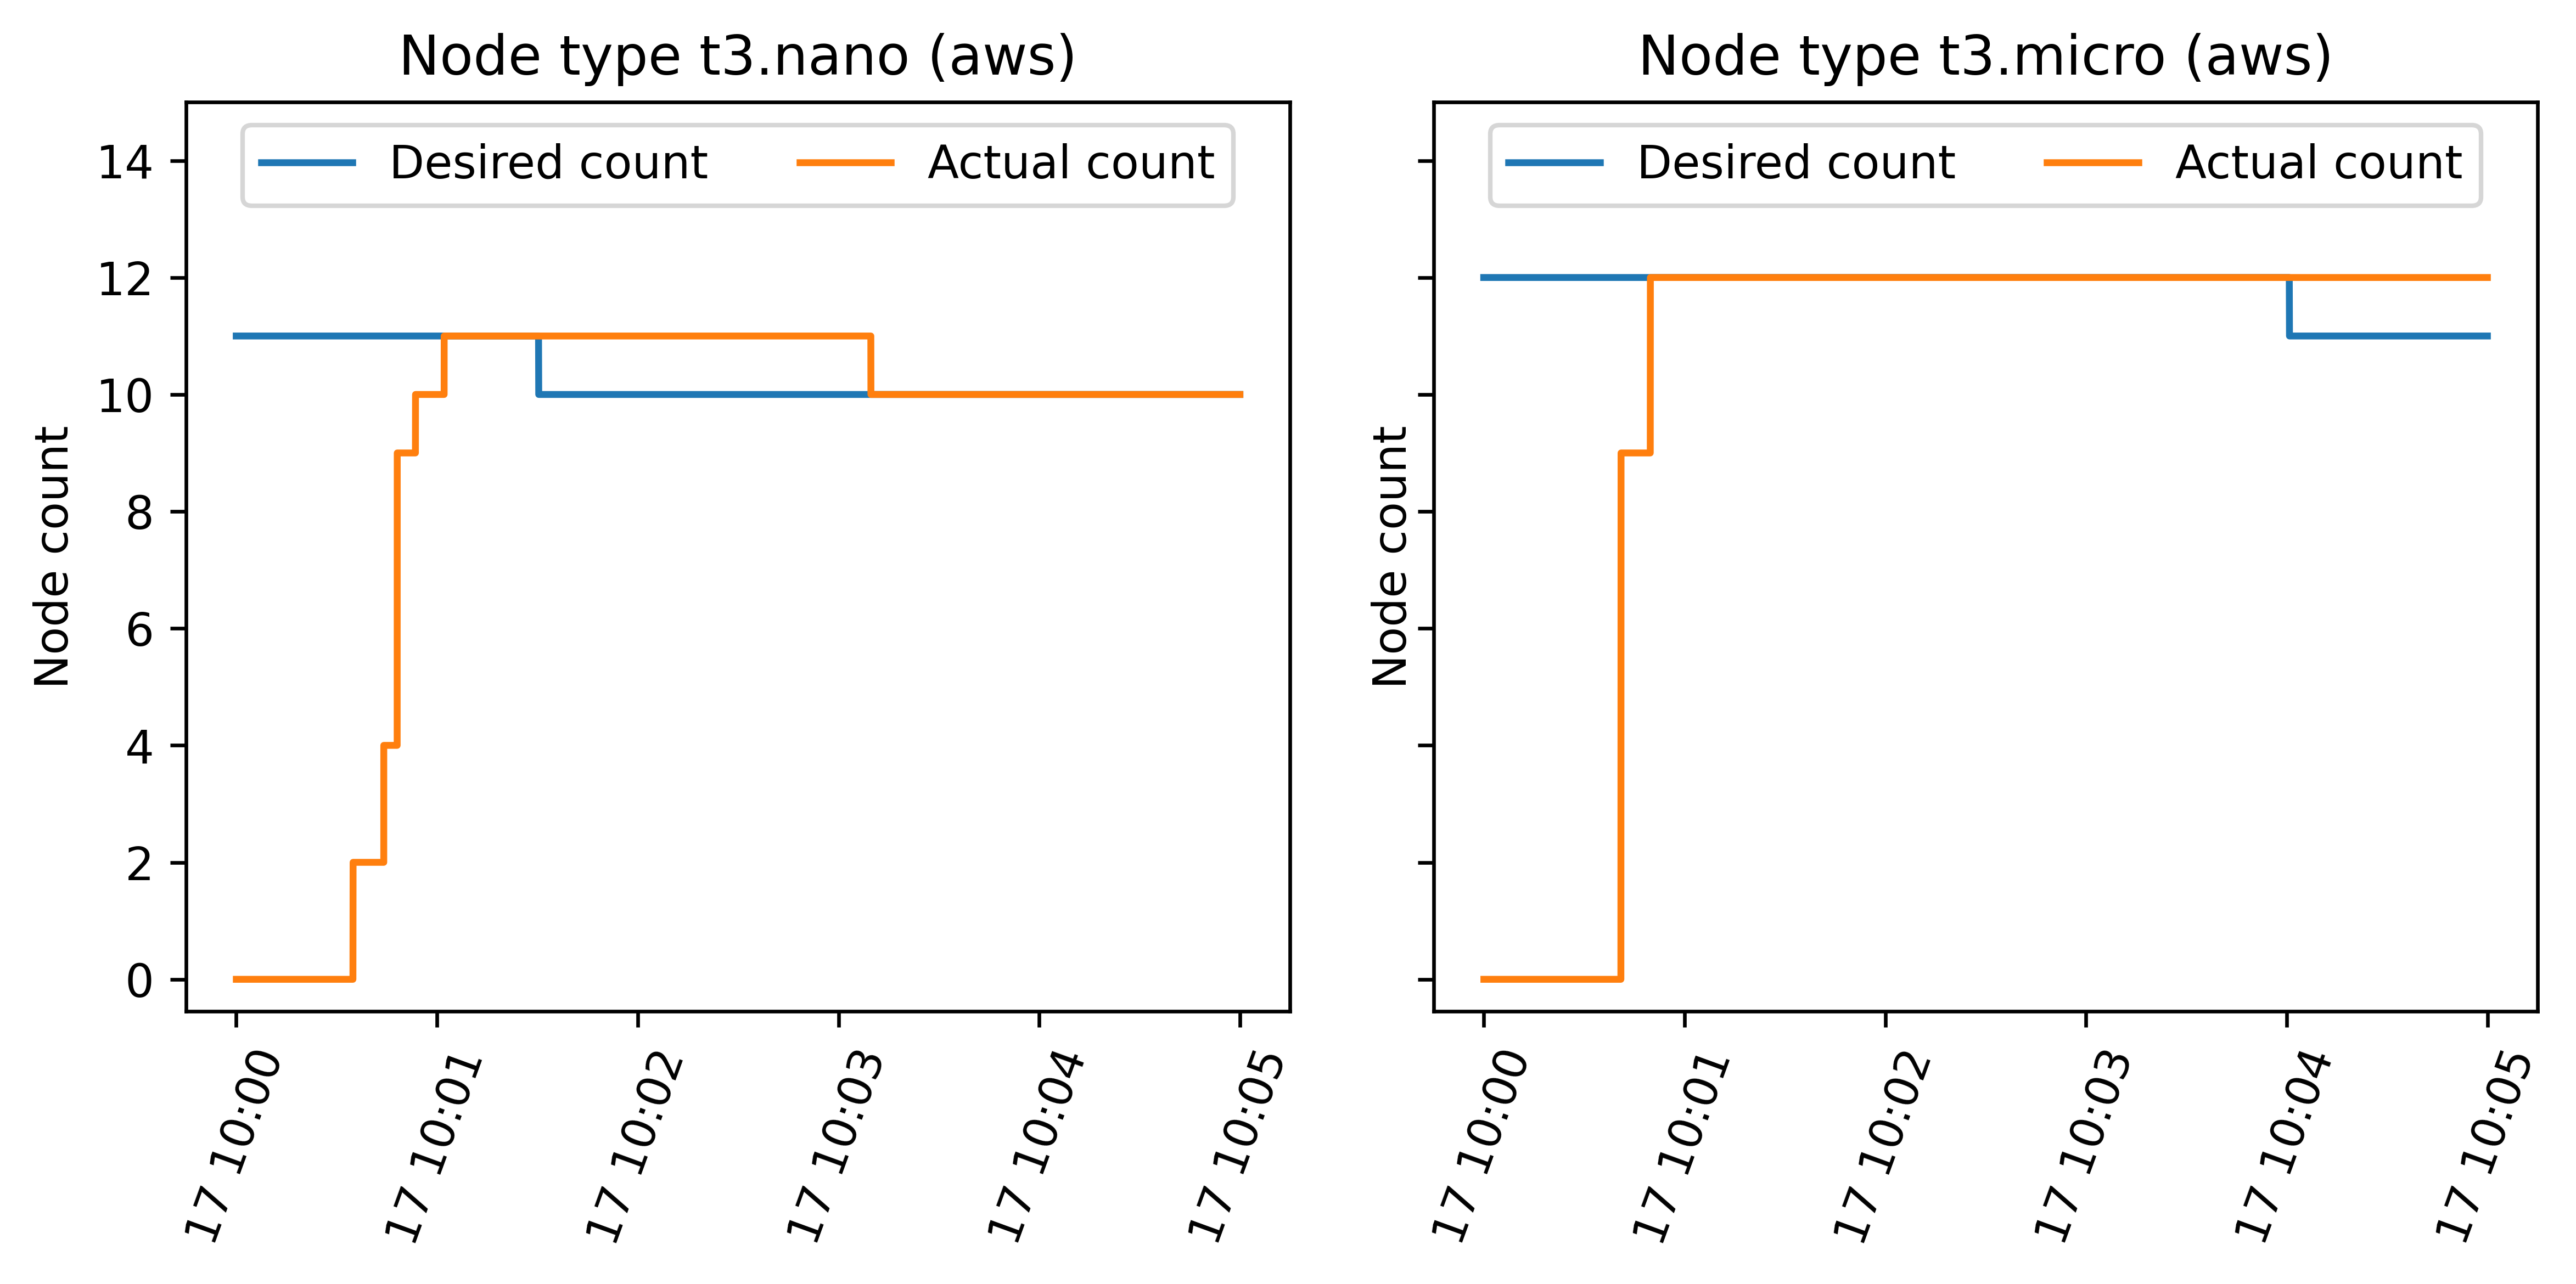 Node type t3.nano (aws)
Desired count
Actual count
Node count
14
12
10
8
6
4
2
0
17 10:00
17 10:01
17 10:02
17 10:03
17 10:04
17 10:05
Node type t3.micro (aws)
Desired count
Actual count
Node count
17 10:00
17 10:01
17 10:02
17 10:03
17 10:04
17 10:05